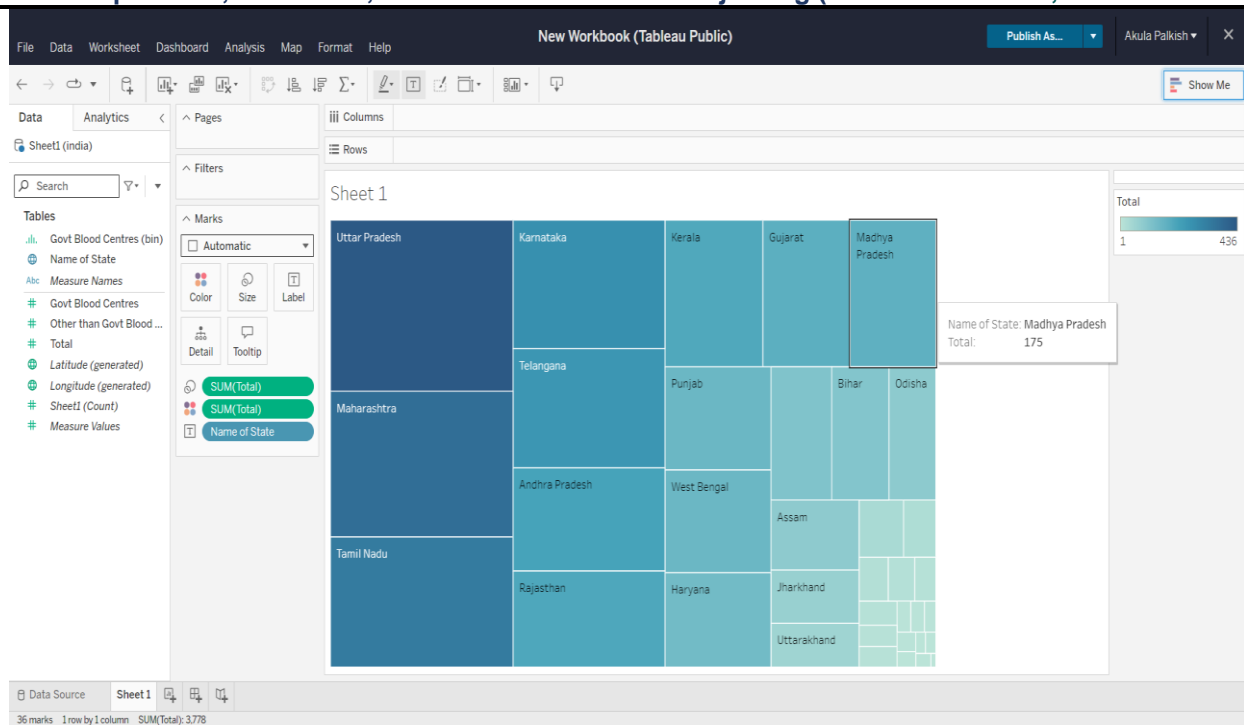 New Workbook (Tableau Public)
File Data Worksheet Dashboard Analysis Map Format Help
Publish As...
Akula Palkish
Show Me
Data Analytics
Sheet1 (india)
Search
Tables
Govt Blood Centres (bin)
Name of State
Abc Measure Names
Govt Blood Centres
Other than Govt Blood ...
Total
Latitude (generated)
Longitude (generated)
Sheet1 (Count)
Measure Values
Pages
Filters
Marks
Automatic
Color Size Label
Detail Tooltip
SUM(Total)
SUM(Total)
Name of State
Columns
Rows
Sheet 1
Uttar Pradesh
Maharashtra
Tamil Nadu
Karnataka
Telangana
Andhra Pradesh
Rajasthan
Kerala
Gujarat
Madhya
Pradesh
Punjab
Bihar
Odisha
West Bengal
Assam
Haryana
Jharkhand
Uttarakhand
Name of State: Madhya Pradesh
Total: 175
Total
1 436
Data Source Sheet 1
36 marks 1 row by 1 column SUM(Total): 3,778